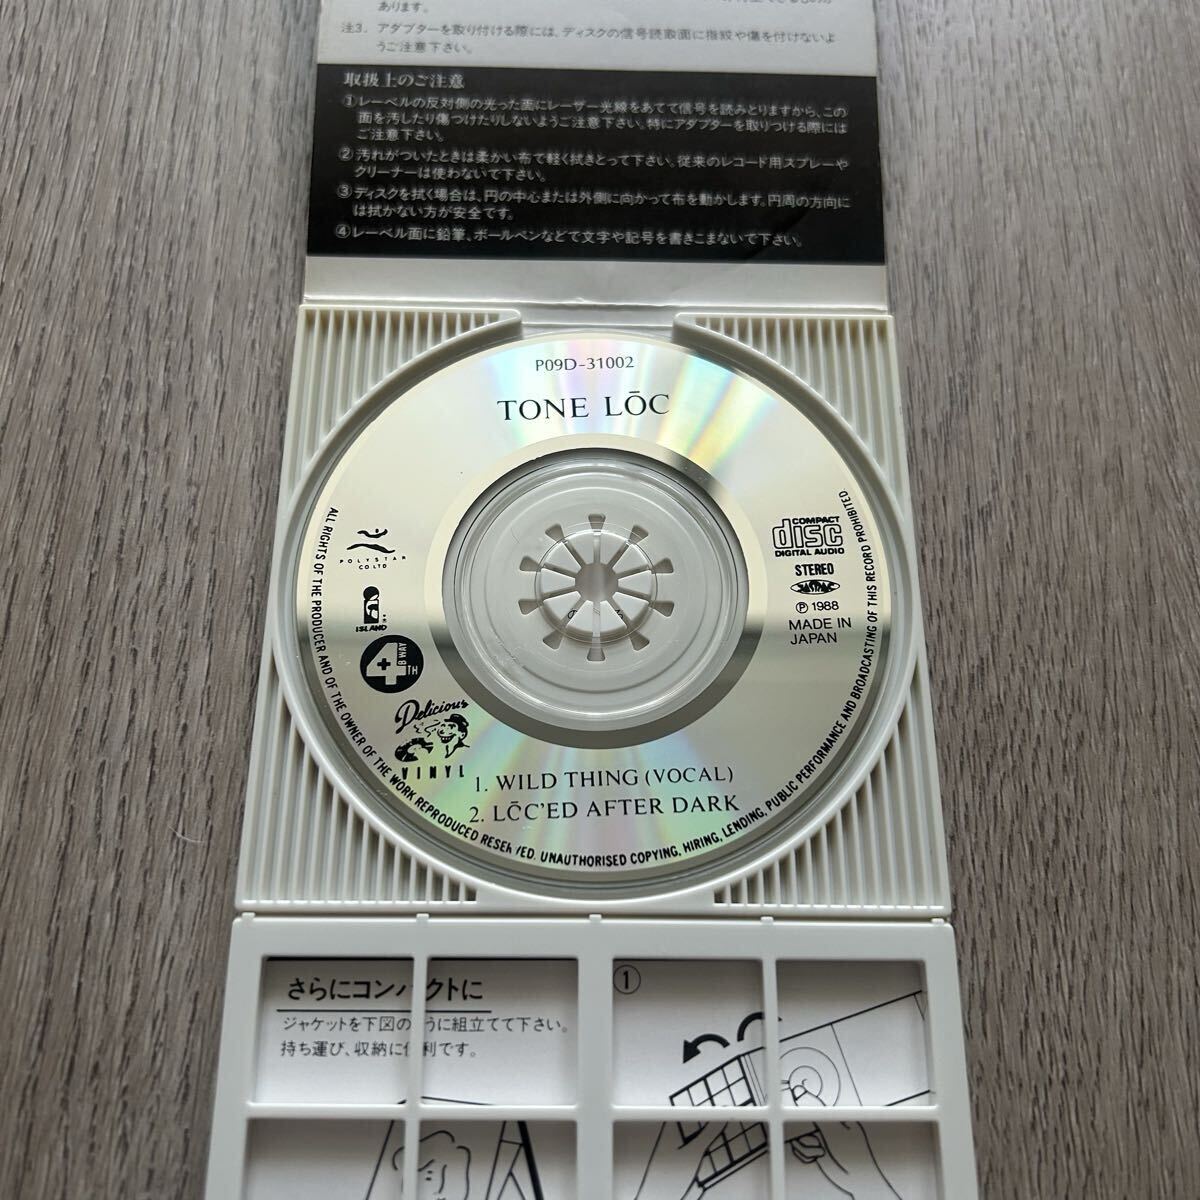 あります。
注3. アダプターを取り付ける際には、ディスクの信号読取面に指紋や傷を付けないよ
うご注意下さい。
取扱上のご注意
①レーベルの反対側の光った面にレーザー光線をあてて信号を読みとりますから、この
面を汚したり傷つけたりしないようご注意下さい。特にアダプターを取りつける際には
ご注意下さい。
②汚れがついたときは柔かい布で軽く拭きとって下さい。従来のレコード用スプレーや
クリーナーは使わないで下さい。
③ディスクを拭く場合は、円の中心または外側に向かって布を動かします。円周の方向に
は拭かない方が安全です。
④レーベル面に鉛筆、ボールペンなどで文字や記号を書きこまないで下さい。
P09D-31002
TONE LŌC
POLYSTAR
CO.LTD
ISLAND
4TH B'WAY
Delicious
VINYL
COMPACT
disc
DIGITAL AUDIO
STEREO
JASRAC
Ⓟ1988
MADE IN
JAPAN
1. WILD THING (VOCAL)
2. LŌC'ED AFTER DARK
ALL RIGHTS OF THE PRODUCER AND OF THE OWNER OF THE WORK REPRODUCED RESERVED. UNAUTHORISED COPYING, HIRING, LENDING, PUBLIC PERFORMANCE AND BROADCASTING OF THIS RECORD PROHIBITED.
さらにコンパクトに
ジャケットを下図のように組立てて下さい。
持ち運び、収納に便利です。
①